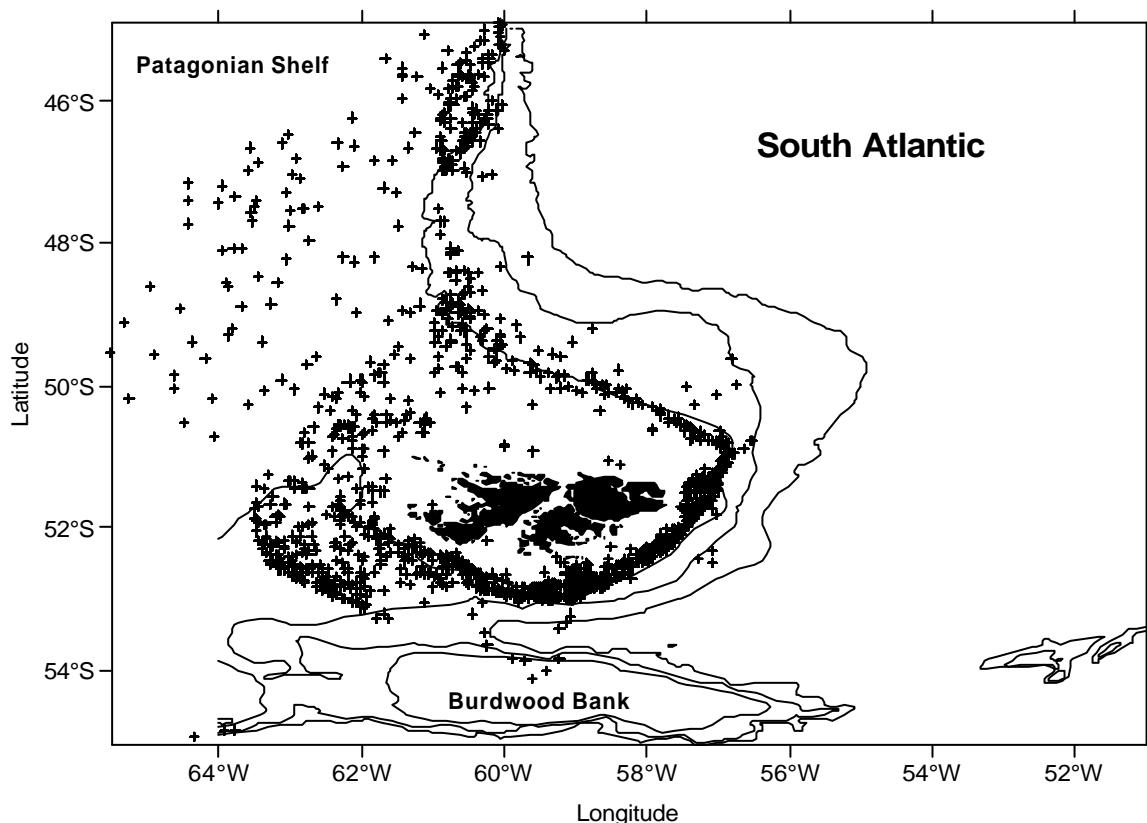 Patagonian Shelf
South Atlantic
46°S
48°S
50°S
52°S
54°S
Latitude
Burdwood Bank
64°W
62°W
60°W
58°W
56°W
54°W
52°W
Longitude